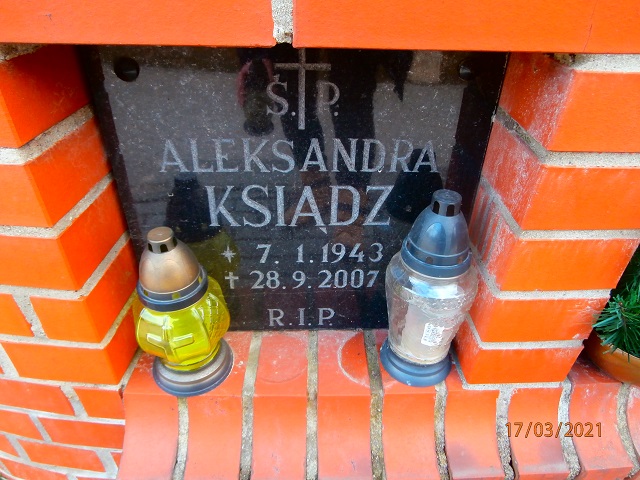 Ś. P.
ALEKSANDRA
KSIĄDZ
* 7. 1. 1943
† 28. 9. 2007
R. I. P.
17/03/2021